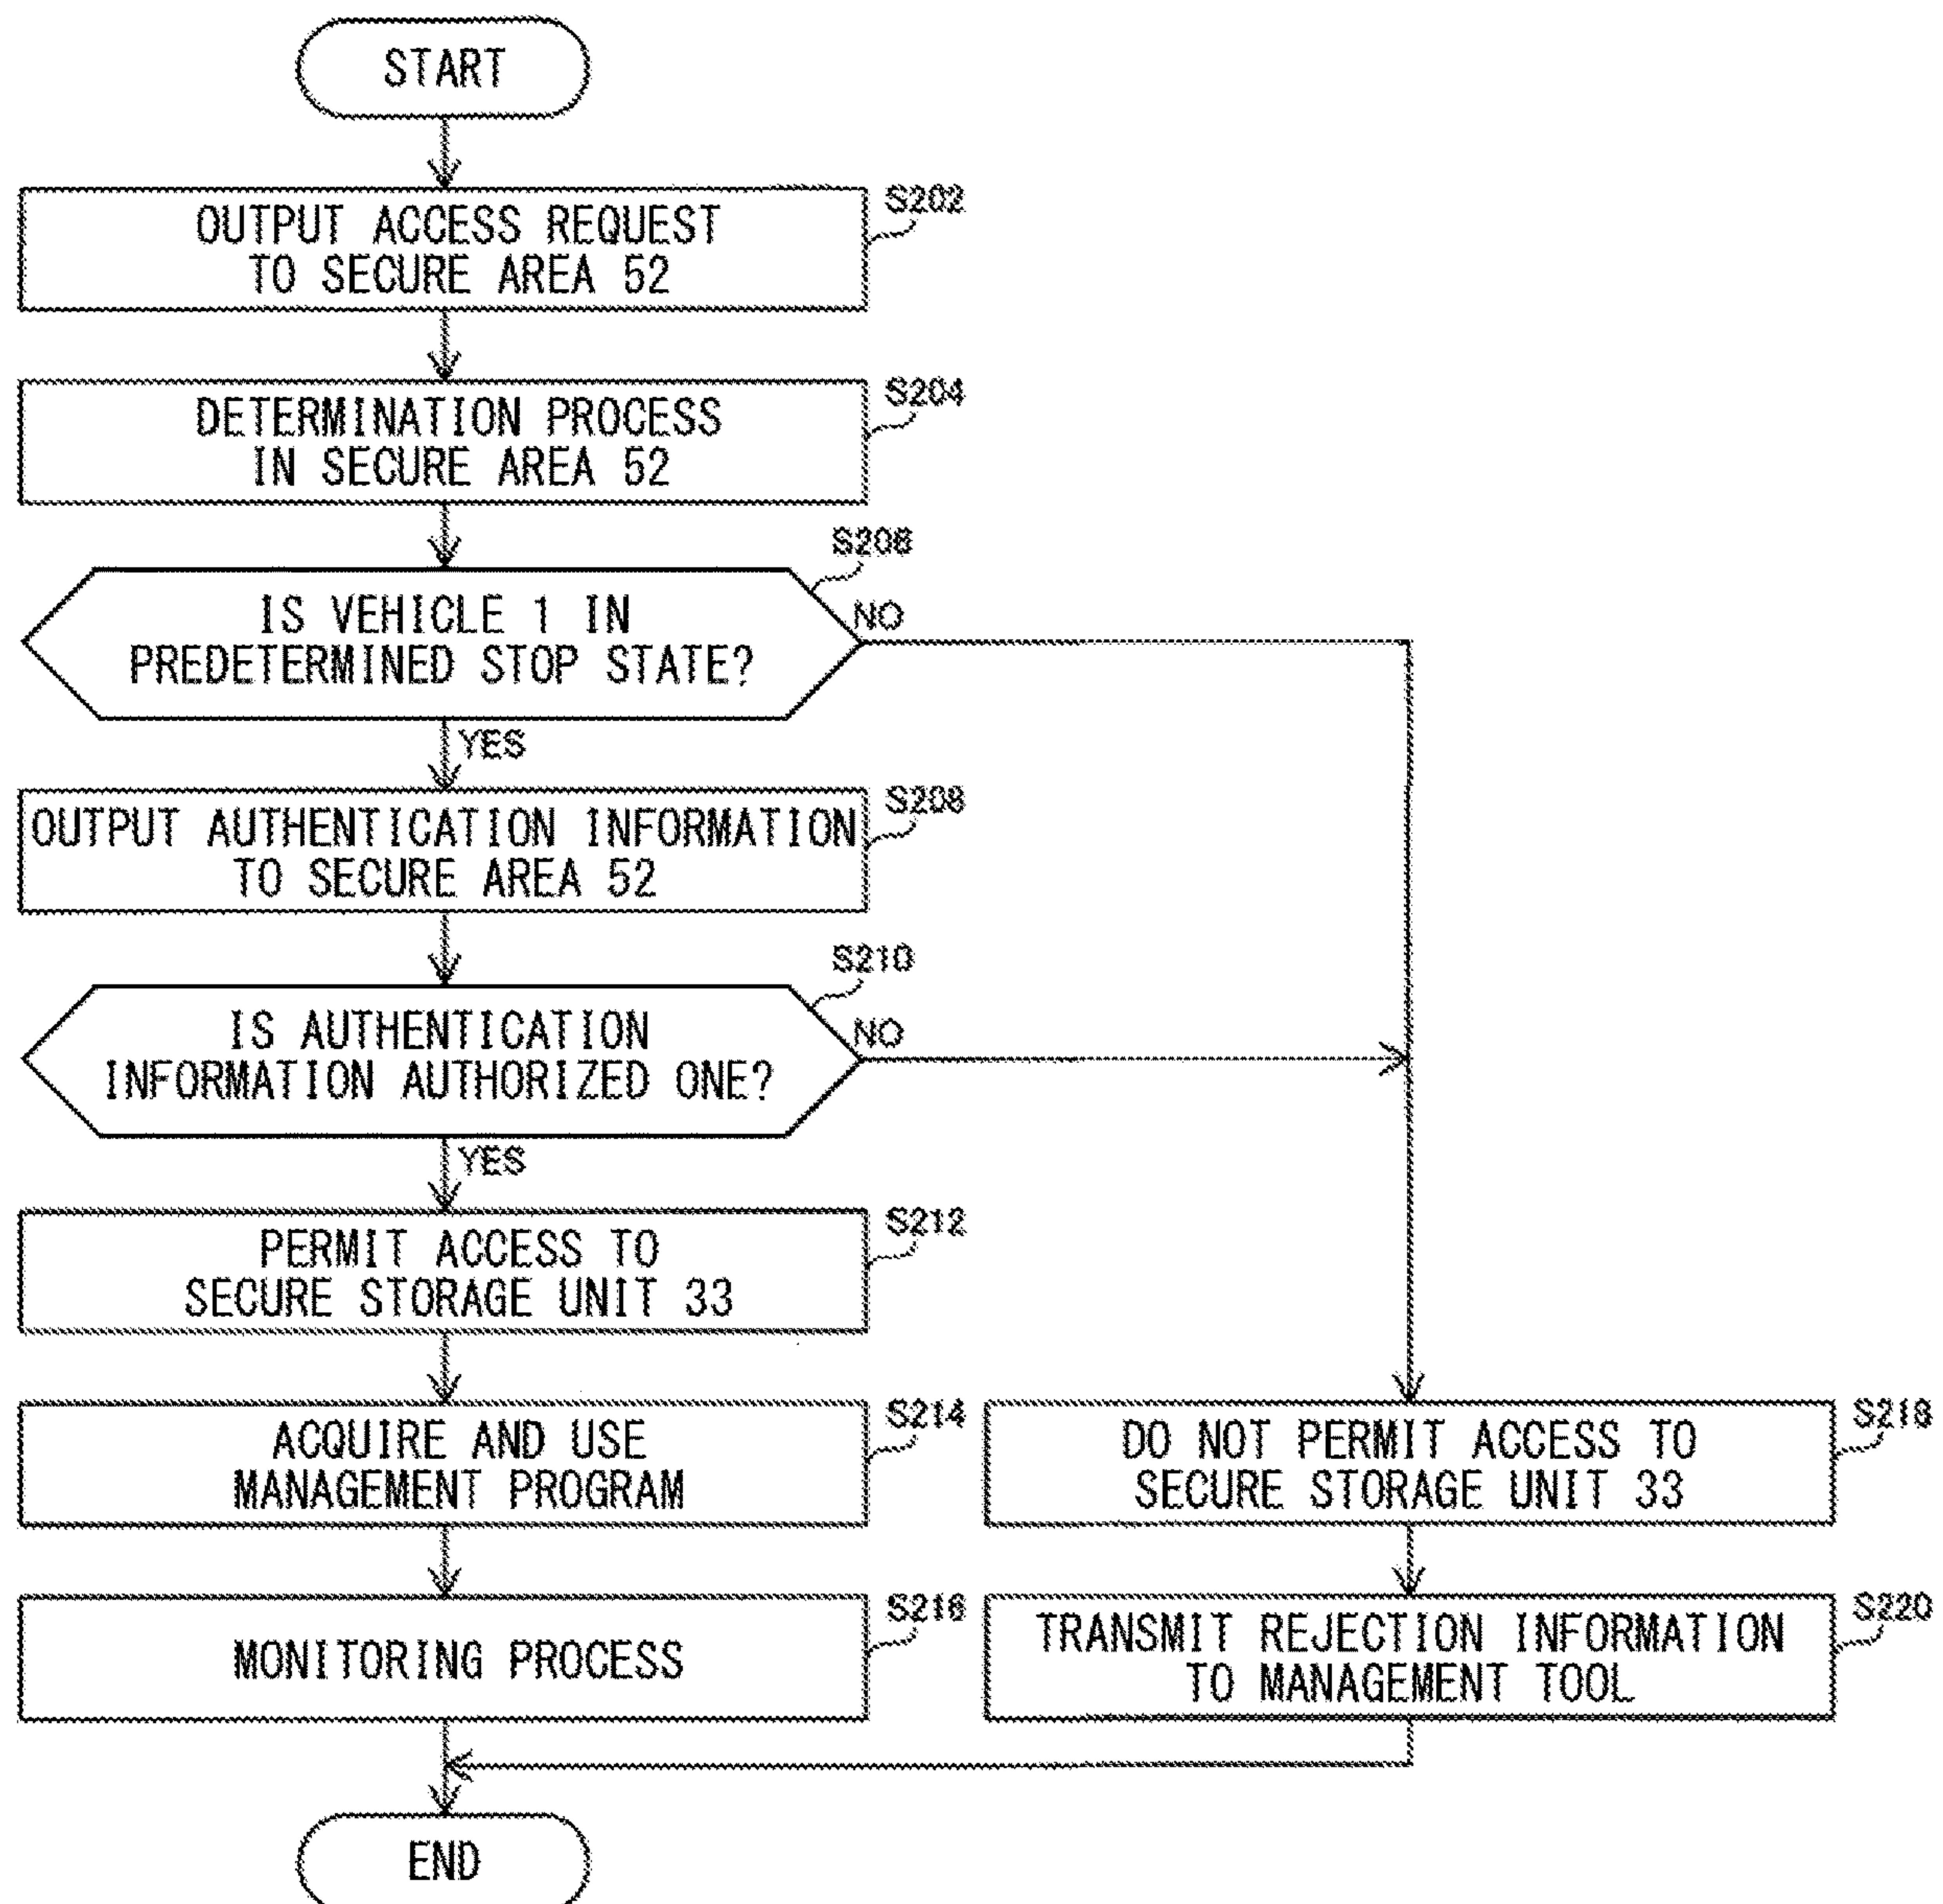 START
S202
OUTPUT ACCESS REQUEST
TO SECURE AREA 52
S204
DETERMINATION PROCESS
IN SECURE AREA 52
S206
IS VEHICLE 1 IN
PREDETERMINED STOP STATE?
NO
YES
S208
OUTPUT AUTHENTICATION INFORMATION
TO SECURE AREA 52
S210
IS AUTHENTICATION
INFORMATION AUTHORIZED ONE?
NO
YES
S212
PERMIT ACCESS TO
SECURE STORAGE UNIT 33
S214
ACQUIRE AND USE
MANAGEMENT PROGRAM
S218
DO NOT PERMIT ACCESS TO
SECURE STORAGE UNIT 33
S216
MONITORING PROCESS
S220
TRANSMIT REJECTION INFORMATION
TO MANAGEMENT TOOL
END